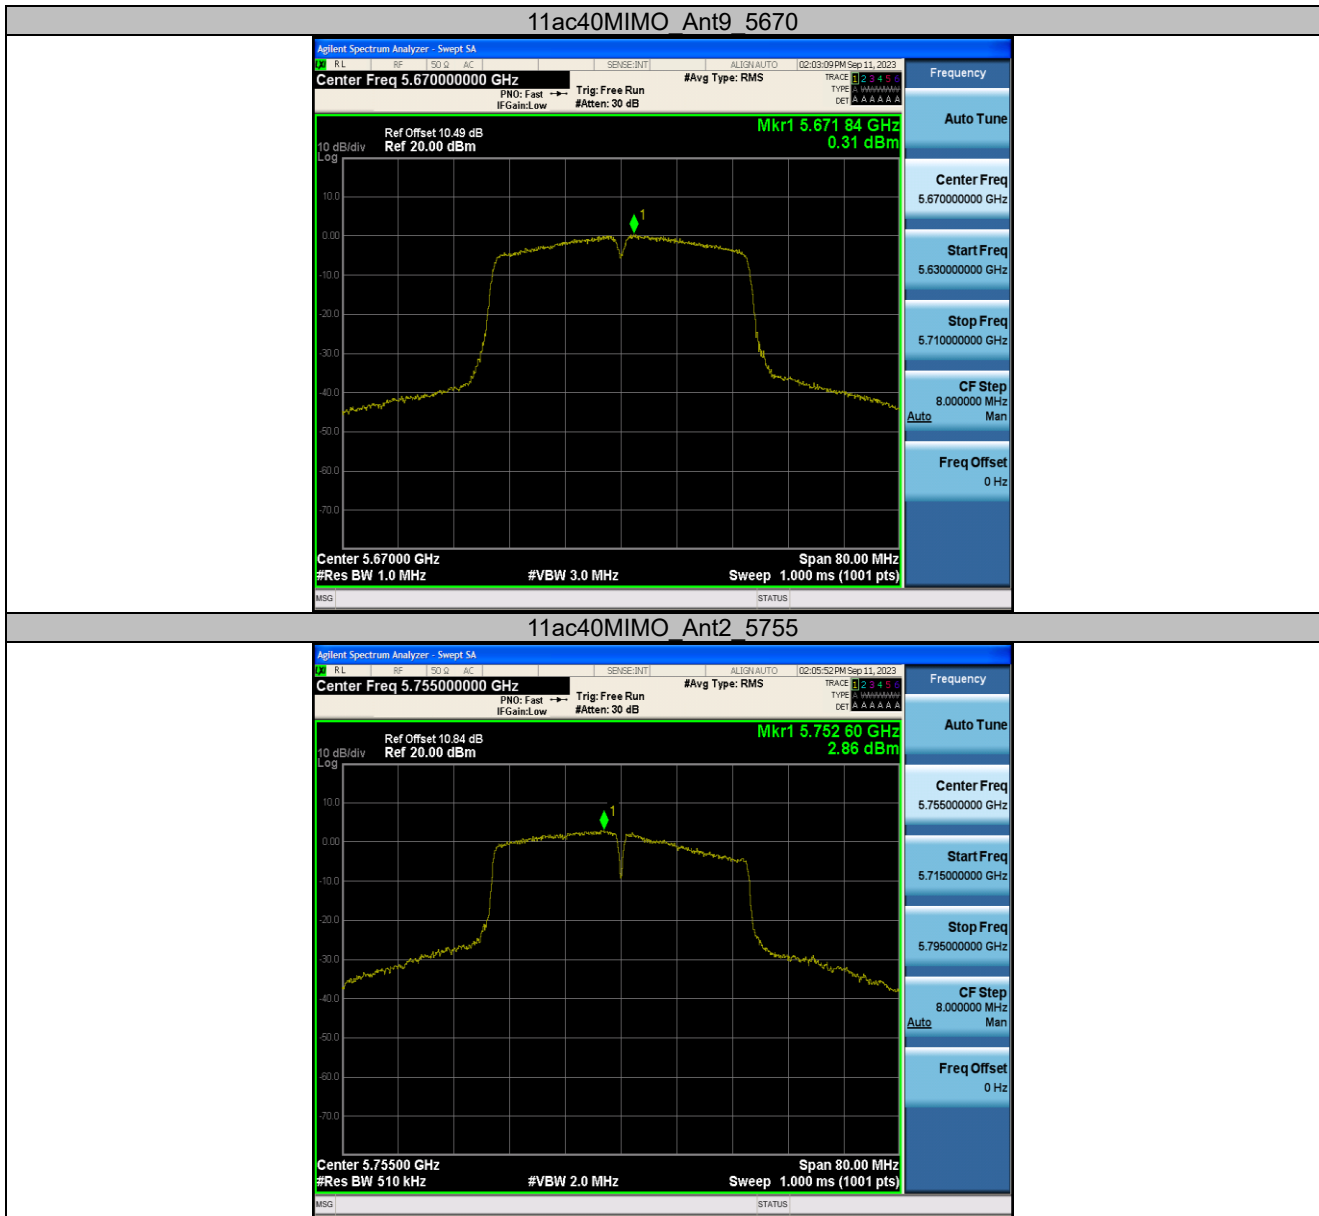 11ac40MIMO_Ant9_5670
Agilent Spectrum Analyzer - Swept SA
RL RF 50 Ω AC SENSE:INT ALIGN AUTO 02:03:09 PM Sep 11, 2023
Center Freq 5.670000000 GHz #Avg Type: RMS TRACE 1 2 3 4 5 6
PNO: Fast Trig: Free Run TYPE
IFGain:Low #Atten: 30 dB DET A A A A A A
Frequency
Auto Tune
Mkr1 5.671 84 GHz
0.31 dBm
Ref Offset 10.49 dB
10 dB/div Ref 20.00 dBm
Log
10.0
0.00
-10.0
-20.0
-30.0
-40.0
-50.0
-60.0
-70.0
1
Center Freq
5.670000000 GHz
Start Freq
5.630000000 GHz
Stop Freq
5.710000000 GHz
CF Step
8.000000 MHz
Auto Man
Freq Offset
0 Hz
Center 5.67000 GHz Span 80.00 MHz
#Res BW 1.0 MHz #VBW 3.0 MHz Sweep 1.000 ms (1001 pts)
MSG STATUS
11ac40MIMO_Ant2_5755
Agilent Spectrum Analyzer - Swept SA
RL RF 50 Ω AC SENSE:INT ALIGN AUTO 02:05:52 PM Sep 11, 2023
Center Freq 5.755000000 GHz #Avg Type: RMS TRACE 1 2 3 4 5 6
PNO: Fast Trig: Free Run TYPE
IFGain:Low #Atten: 30 dB DET A A A A A A
Frequency
Auto Tune
Mkr1 5.752 60 GHz
2.86 dBm
Ref Offset 10.84 dB
10 dB/div Ref 20.00 dBm
Log
10.0
0.00
-10.0
-20.0
-30.0
-40.0
-50.0
-60.0
-70.0
1
Center Freq
5.755000000 GHz
Start Freq
5.715000000 GHz
Stop Freq
5.795000000 GHz
CF Step
8.000000 MHz
Auto Man
Freq Offset
0 Hz
Center 5.75500 GHz Span 80.00 MHz
#Res BW 510 kHz #VBW 2.0 MHz Sweep 1.000 ms (1001 pts)
MSG STATUS